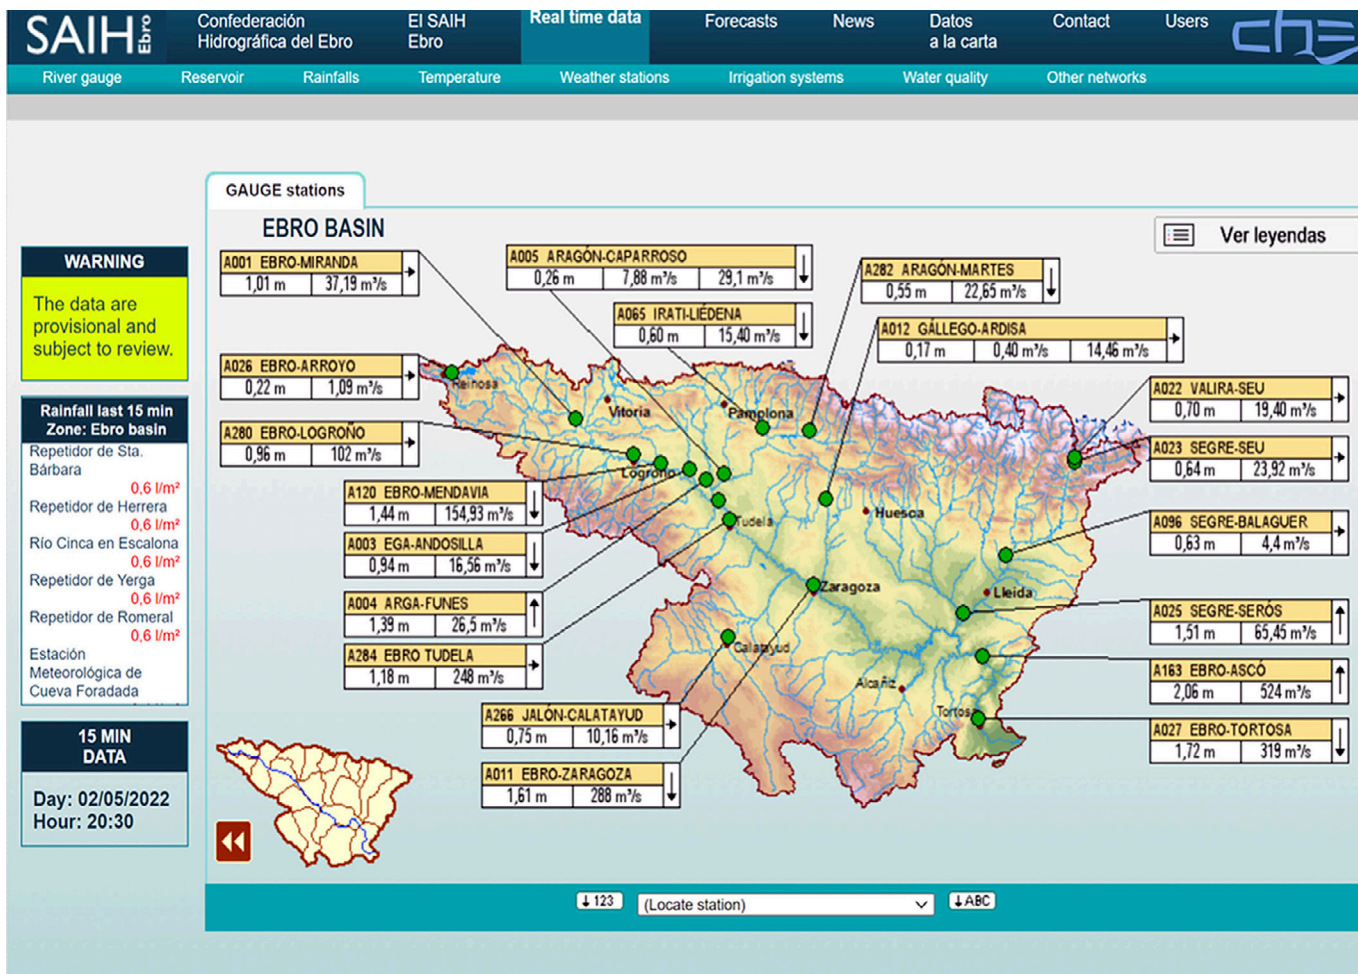 SAIH Ebro
Confederación
Hidrográfica del Ebro
El SAIH
Ebro
Real time data
Forecasts
News
Datos
a la carta
Contact
Users
che
River gauge
Reservoir
Rainfalls
Temperature
Weather stations
Irrigation systems
Water quality
Other networks
GAUGE stations
EBRO BASIN
Ver leyendas
WARNING
The data are
provisional and
subject to review.
Rainfall last 15 min
Zone: Ebro basin
Repetidor de Sta.
Bárbara
0,6 l/m²
Repetidor de Herrera
0,6 l/m²
Río Cinca en Escalona
0,6 l/m²
Repetidor de Yerga
0,6 l/m²
Repetidor de Romeral
0,6 l/m²
Estación
Meteorológica de
Cueva Foradada
15 MIN
DATA
Day: 02/05/2022
Hour: 20:30
A001 EBRO-MIRANDA
1,01 m 37,19 m³/s
A005 ARAGÓN-CAPARROSO
0,26 m 7,88 m³/s 29,1 m³/s
A282 ARAGÓN-MARTES
0,55 m 22,65 m³/s
A065 IRATI-LIÉDENA
0,60 m 15,40 m³/s
A012 GÁLLEGO-ARDISA
0,17 m 0,40 m³/s 14,46 m³/s
A026 EBRO-ARROYO
0,22 m 1,09 m³/s
A022 VALIRA-SEU
0,70 m 19,40 m³/s
A280 EBRO-LOGROÑO
0,96 m 102 m³/s
A023 SEGRE-SEU
0,64 m 23,92 m³/s
A120 EBRO-MENDAVIA
1,44 m 154,93 m³/s
A096 SEGRE-BALAGUER
0,63 m 4,4 m³/s
A003 EGA-ANDOSILLA
0,94 m 16,56 m³/s
A004 ARGA-FUNES
1,39 m 26,5 m³/s
A025 SEGRE-SERÓS
1,51 m 65,45 m³/s
A284 EBRO TUDELA
1,18 m 248 m³/s
A163 EBRO-ASCÓ
2,06 m 524 m³/s
A266 JALÓN-CALATAYUD
0,75 m 10,16 m³/s
A027 EBRO-TORTOSA
1,72 m 319 m³/s
A011 EBRO-ZARAGOZA
1,61 m 288 m³/s
Reinosa
Vitoria
Pamplona
Logroño
Tudela
Huesca
Zaragoza
Lleida
Calatayud
Alcañiz
Tortosa
↓123
(Locate station)
↓ABC